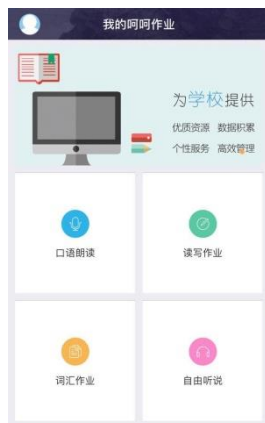 我的呵呵作业
为学校提供
优质资源 数据积累
个性服务 高效管理
口语朗读
读写作业
词汇作业
自由听说